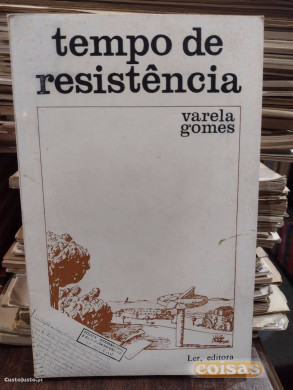 tempo de
resistência
varela
gomes
Ler, editora
coisas
CustoJusto.pt